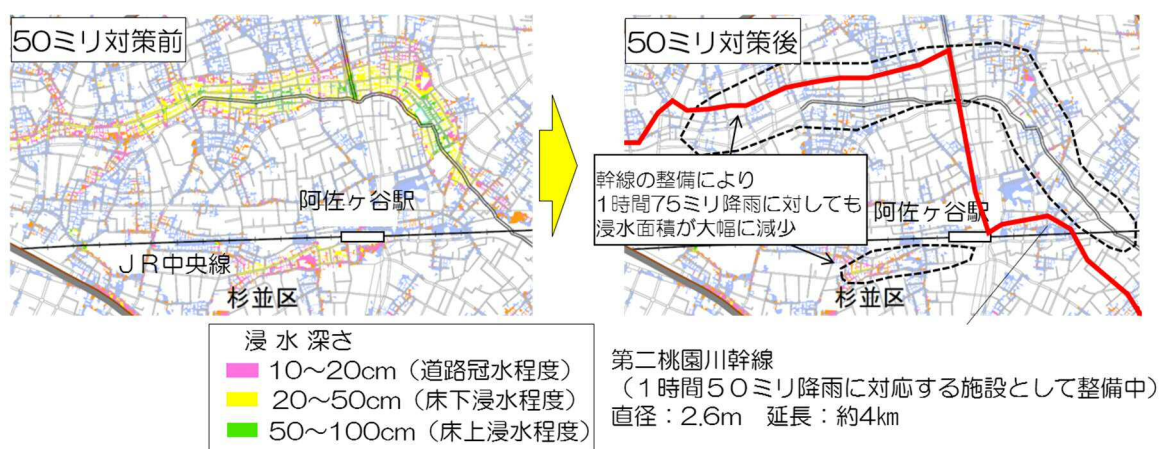 50ミリ対策前
阿佐ヶ谷駅
JR中央線
杉並区
50ミリ対策後
幹線の整備により
1時間75ミリ降雨に対しても
浸水面積が大幅に減少
阿佐ヶ谷駅
杉並区
浸 水 深さ
10～20cm（道路冠水程度）
20～50cm（床下浸水程度）
50～100cm（床上浸水程度）
第二桃園川幹線
（１時間５０ミリ降雨に対応する施設として整備中）
直径：2.6m　延長：約4km